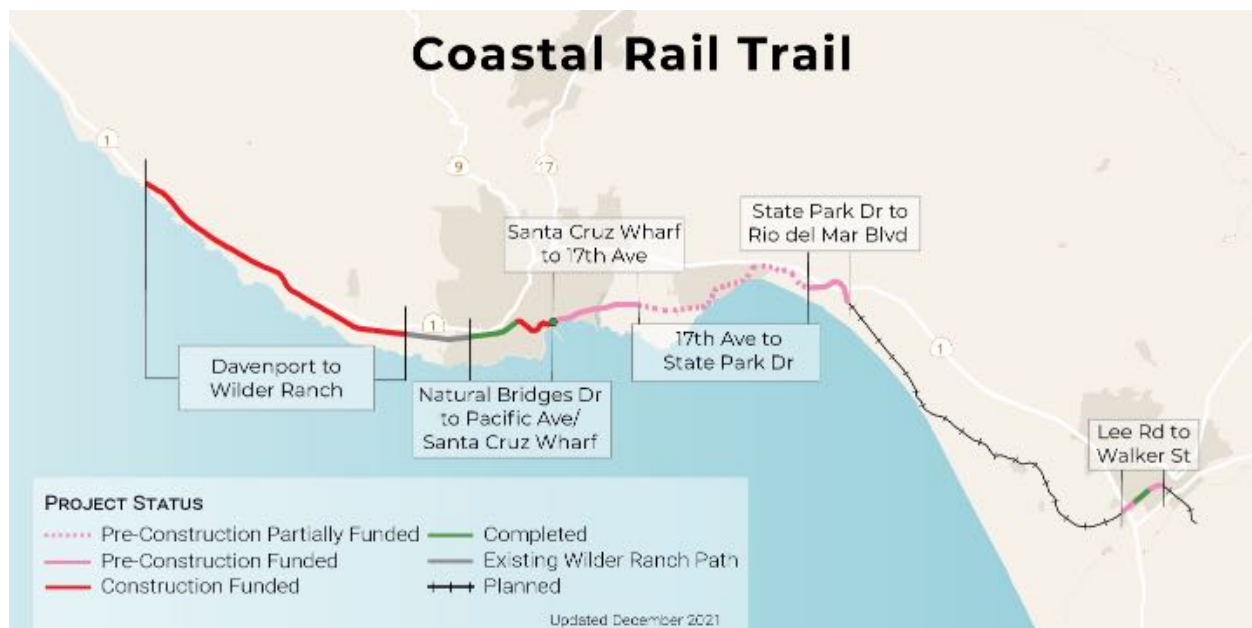 Coastal Rail Trail
1
9
17
State Park Dr to
Rio del Mar Blvd
Santa Cruz Wharf
to 17th Ave
1
1
17th Ave to
State Park Dr
Davenport to
Wilder Ranch
Natural Bridges Dr
to Pacific Ave/
Santa Cruz Wharf
Lee Rd to
Walker St
PROJECT STATUS
Pre-Construction Partially Funded
Pre-Construction Funded
Construction Funded
Completed
Existing Wilder Ranch Path
Planned
Updated December 2021